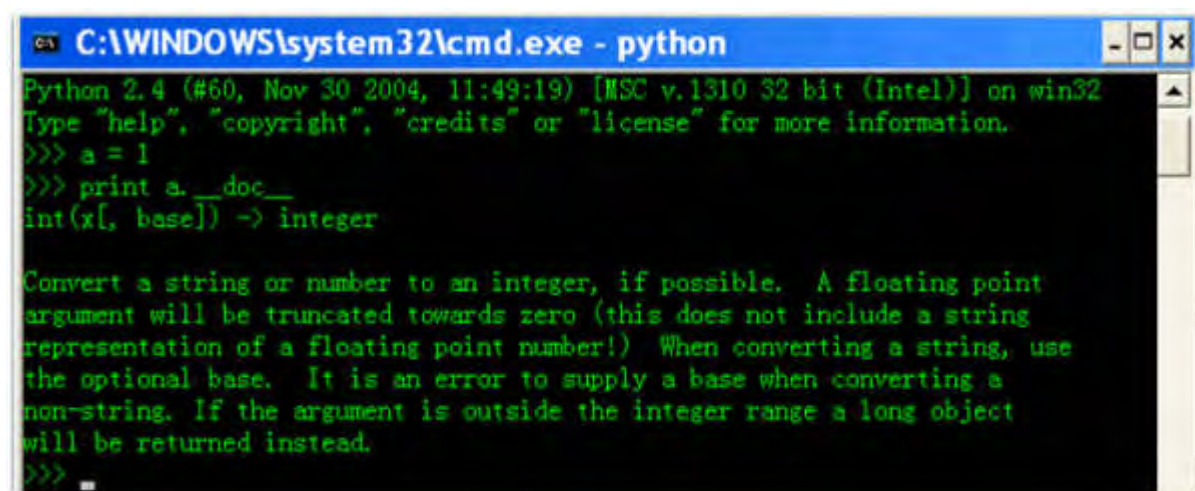 C:\WINDOWS\system32\cmd.exe - python
Python 2.4 (#60, Nov 30 2004, 11:49:19) [MSC v.1310 32 bit (Intel)] on win32
Type "help", "copyright", "credits" or "license" for more information.
>>> a = 1
>>> print a.__doc__
int(x[, base]) -> integer
Convert a string or number to an integer, if possible.  A floating point
argument will be truncated towards zero (this does not include a string
representation of a floating point number!)  When converting a string, use
the optional base.  It is an error to supply a base when converting a
non-string. If the argument is outside the integer range a long object
will be returned instead.
>>>